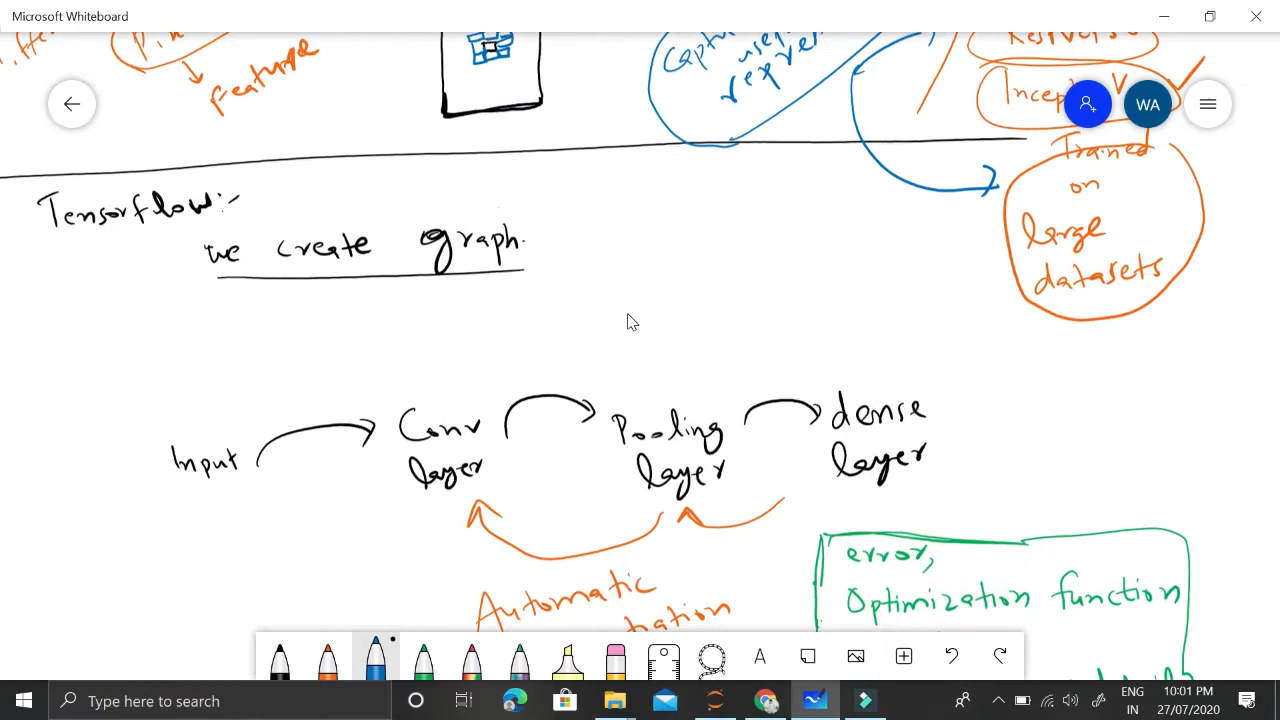 Microsoft Whiteboard
feature
WA
Trained
on
large
datasets
Tensorflow:-
we create graph.
Input
Conv
layer
Pooling
layer
dense
layer
error,
Optimization function
Automatic
A
Type here to search
ENG
IN
10:01 PM
27/07/2020